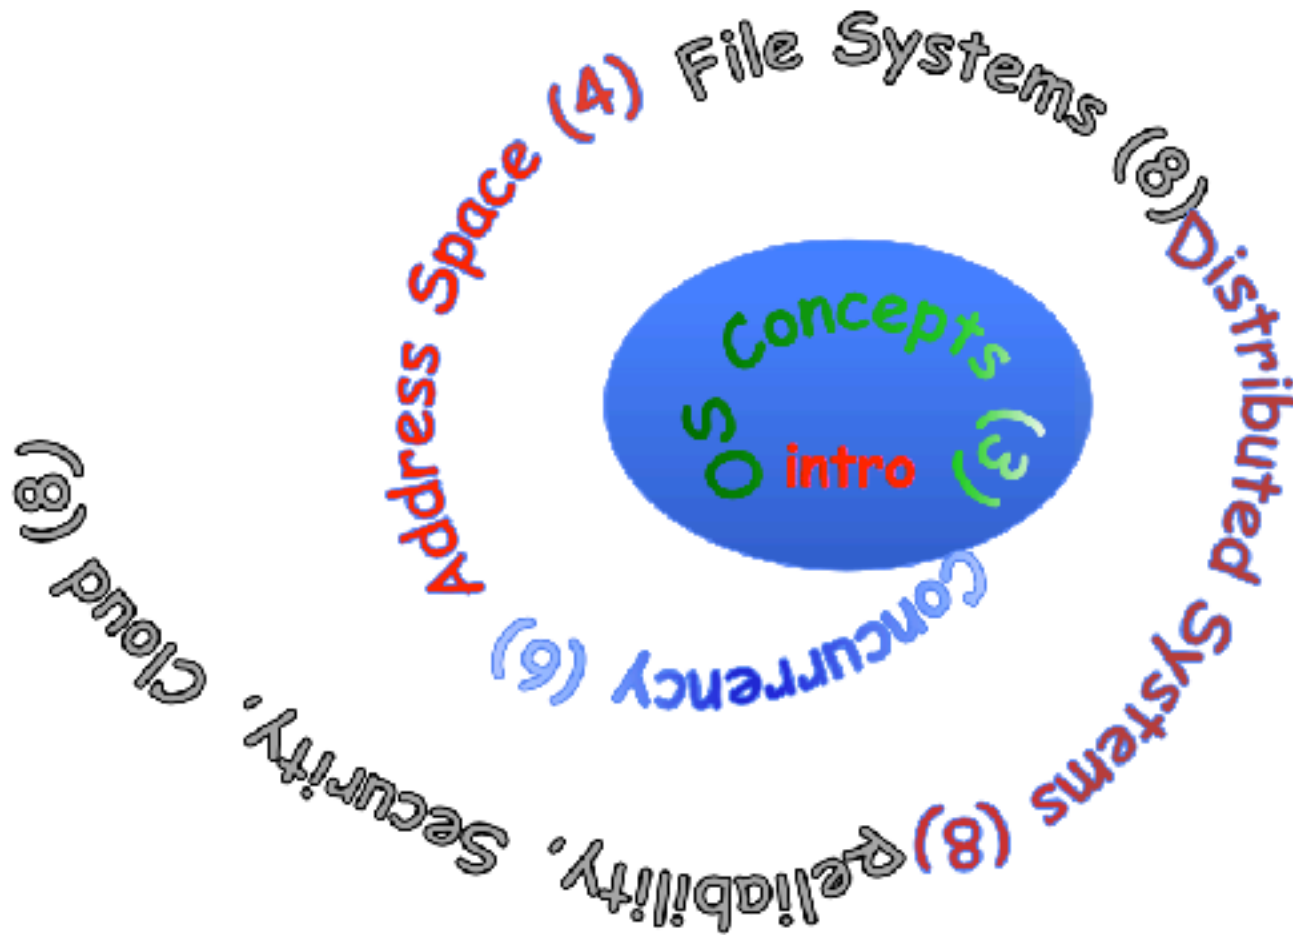 intro
OS Concepts (3)
Concurrency (6)
Address Space (4)
File Systems (8)
Distributed Systems (8)
Reliability, Security, Cloud (8)